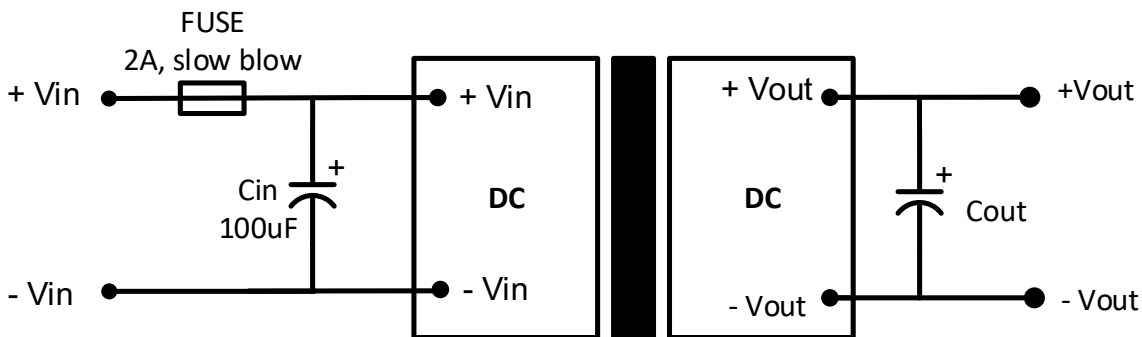 FUSE
2A, slow blow
+ Vin
+ Vin
+ Vout
+Vout
+
Cin
100uF
DC
DC
+
Cout
- Vin
- Vin
- Vout
- Vout